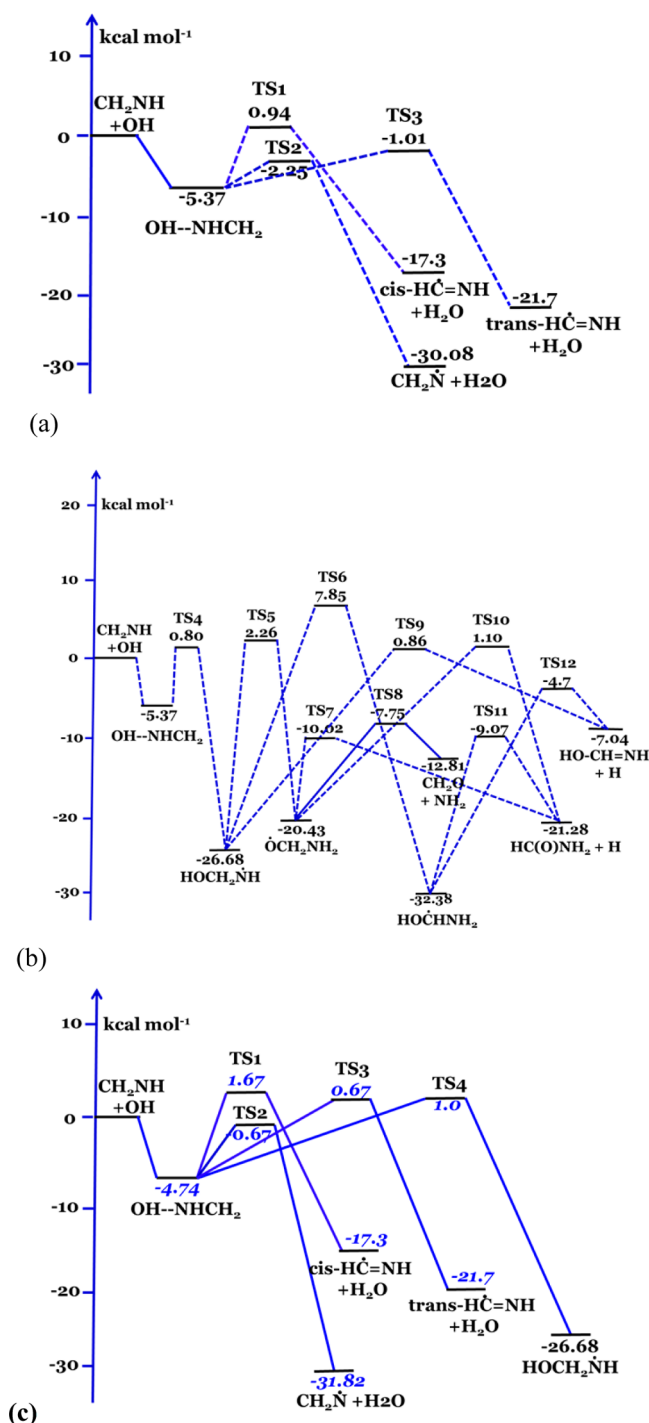 kcal mol⁻¹
10
0
-10
-20
-30
CH₂NH
+OH
-5.37
OH--NHCH₂
TS1
0.94
TS2
-2.25
TS3
-1.01
-17.3
cis-HĊ=NH
+H₂O
-21.7
trans-HĊ=NH
+H₂O
-30.08
CH₂Ṅ +H2O
(a)
kcal mol⁻¹
20
10
0
-10
-20
-30
CH₂NH
+OH
-5.37
OH--NHCH₂
TS4
0.80
TS5
2.26
TS6
7.85
TS7
-10.02
TS8
-7.75
TS9
0.86
TS10
1.10
TS11
-9.07
TS12
-4.7
-26.68
HOCH₂ṄH
-20.43
ȮCH₂NH₂
-12.81
CH₂O
+ NH₂
-32.38
HOĊHNH₂
-7.04
HO-CH=NH
+ H
-21.28
HC(O)NH₂ + H
(b)
kcal mol⁻¹
10
0
-10
-20
-30
CH₂NH
+OH
-4.74
OH--NHCH₂
TS1
1.67
TS2
-0.67
TS3
0.67
TS4
1.0
-17.3
cis-HĊ=NH
+H₂O
-21.7
trans-HĊ=NH
+H₂O
-26.68
HOCH₂ṄH
-31.82
CH₂Ṅ +H2O
(c)